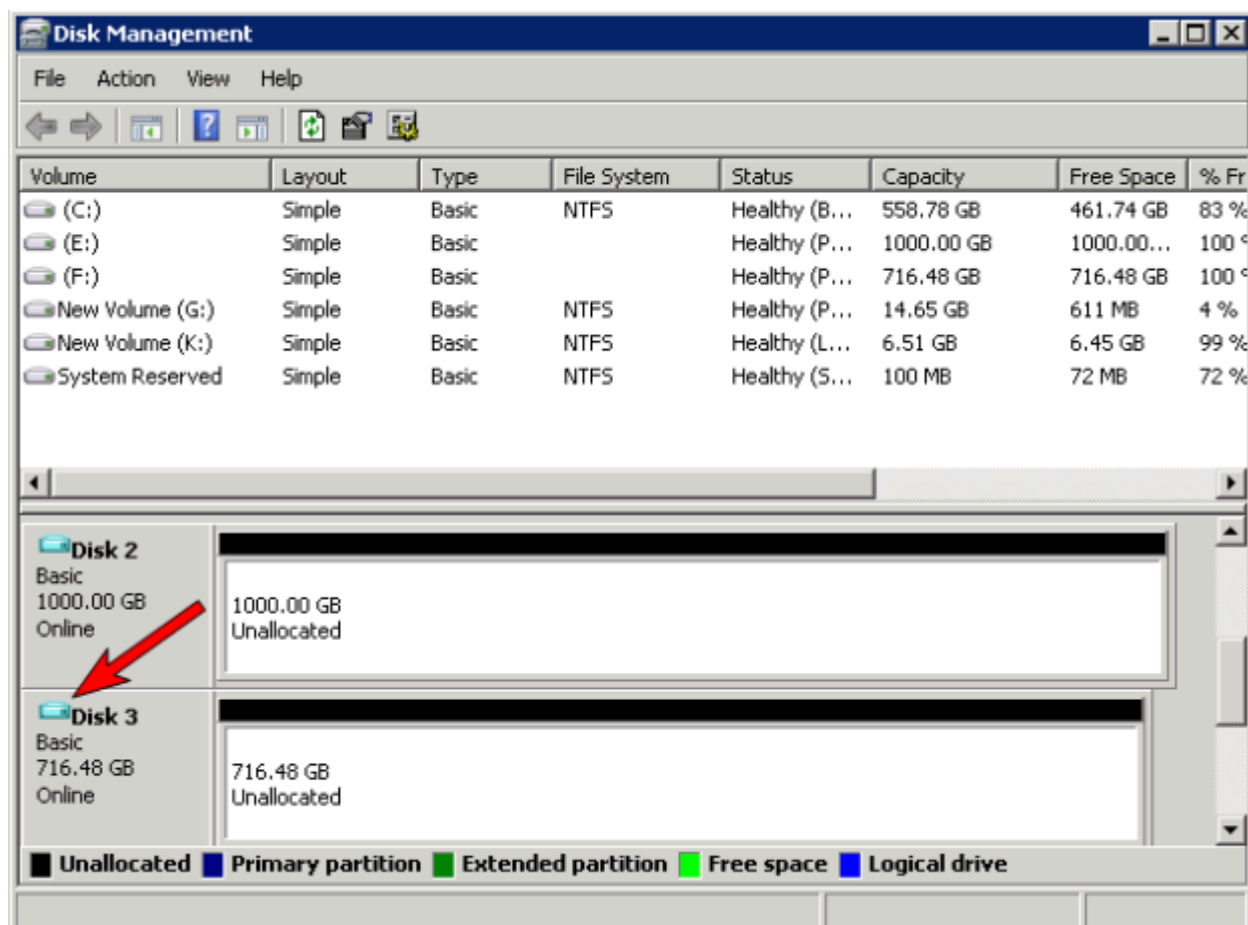 Disk Management
File Action View Help
Volume Layout Type File System Status Capacity Free Space % Fr
(C:) Simple Basic NTFS Healthy (B... 558.78 GB 461.74 GB 83 %
(E:) Simple Basic Healthy (P... 1000.00 GB 1000.00... 100 %
(F:) Simple Basic Healthy (P... 716.48 GB 716.48 GB 100 %
New Volume (G:) Simple Basic NTFS Healthy (P... 14.65 GB 611 MB 4 %
New Volume (K:) Simple Basic NTFS Healthy (L... 6.51 GB 6.45 GB 99 %
System Reserved Simple Basic NTFS Healthy (S... 100 MB 72 MB 72 %
Disk 2
Basic
1000.00 GB
Online
1000.00 GB
Unallocated
Disk 3
Basic
716.48 GB
Online
716.48 GB
Unallocated
Unallocated Primary partition Extended partition Free space Logical drive